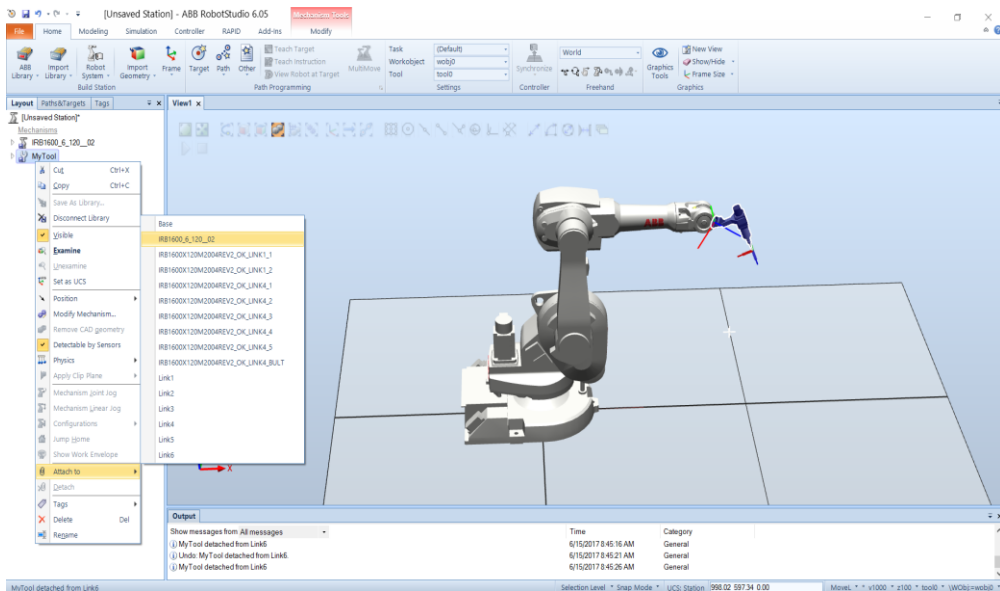 [Unsaved Station] - ABB RobotStudio 6.05
Mechanism Tools
File Home Modeling Simulation Controller RAPID Add-Ins Modify
ABB Library
Import Library
Robot System
Import Geometry
Build Station
Frame
Target
Path
Other
Teach Target
Teach Instruction
View Robot at Target
MultiMove
Path Programming
Task (Default)
Workobject wobj0
Tool tool0
Settings
Synchronize
Controller
World
Freehand
Graphics Tools
New View
Show/Hide
Frame Size
Graphics
Layout Paths&Targets Tags
View1
[Unsaved Station]*
Mechanisms
IRB1600_6_120__02
MyTool
Cut Ctrl+X
Copy Ctrl+C
Save As Library...
Disconnect Library
Visible
Examine
Unexamine
Set as UCS
Position
Modify Mechanism...
Remove CAD geometry
Detectable by Sensors
Physics
Apply Clip Plane
Mechanism Joint Jog
Mechanism Linear Jog
Configurations
Jump Home
Show Work Envelope
Attach to
Detach
Tags
Delete Del
Rename
Base
IRB1600_6_120__02
IRB1600X120M2004REV2_OK_LINK1_1
IRB1600X120M2004REV2_OK_LINK1_2
IRB1600X120M2004REV2_OK_LINK4_1
IRB1600X120M2004REV2_OK_LINK4_2
IRB1600X120M2004REV2_OK_LINK4_3
IRB1600X120M2004REV2_OK_LINK4_4
IRB1600X120M2004REV2_OK_LINK4_5
IRB1600X120M2004REV2_OK_LINK4_BULT
Link1
Link2
Link3
Link4
Link5
Link6
ABB
X
Output
Show messages from All messages Time Category
MyTool detached from Link6 6/15/2017 8:45:16 AM General
Undo: MyTool detached from Link6. 6/15/2017 8:45:21 AM General
MyTool detached from Link6 6/15/2017 8:45:26 AM General
MyTool detached from Link6 Selection Level Snap Mode UCS: Station 998.02 597.34 0.00 MoveL * v1000 z100 tool0 \WObj:=wobj0